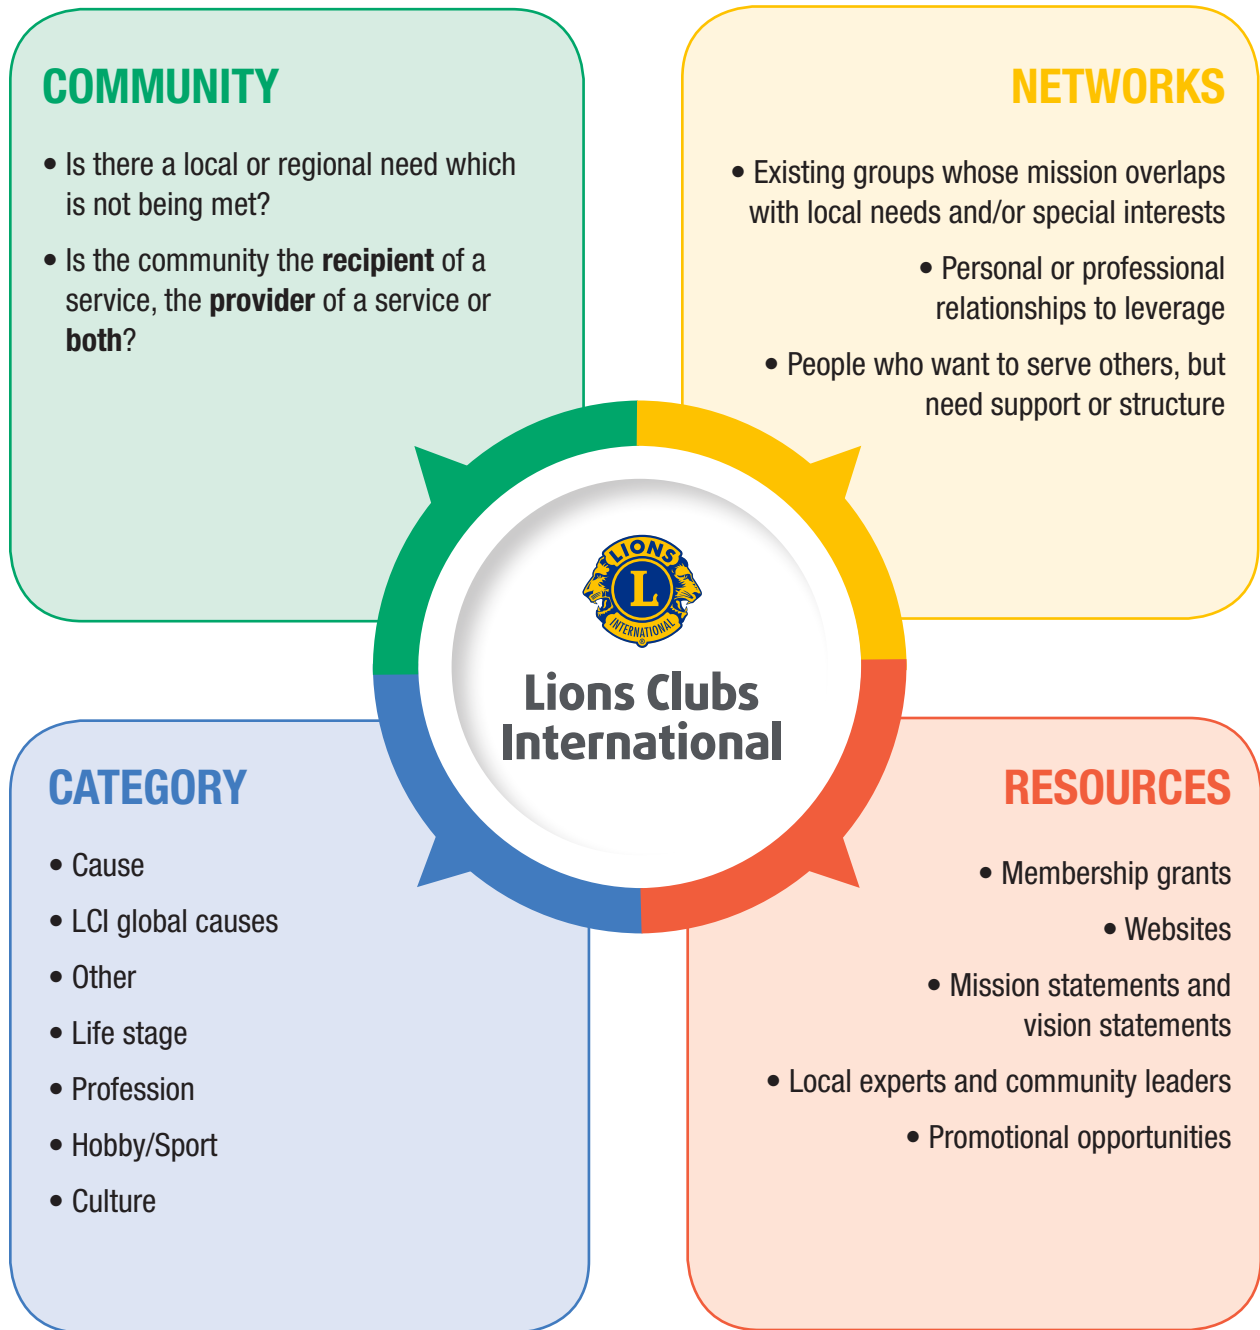 COMMUNITY
• Is there a local or regional need which
is not being met?
• Is the community the recipient of a
service, the provider of a service or
both?
NETWORKS
• Existing groups whose mission overlaps
with local needs and/or special interests
• Personal or professional
relationships to leverage
• People who want to serve others, but
need support or structure
LIONS
L
INTERNATIONAL
®
Lions Clubs
International
CATEGORY
• Cause
• LCI global causes
• Other
• Life stage
• Profession
• Hobby/Sport
• Culture
RESOURCES
• Membership grants
• Websites
• Mission statements and
vision statements
• Local experts and community leaders
• Promotional opportunities